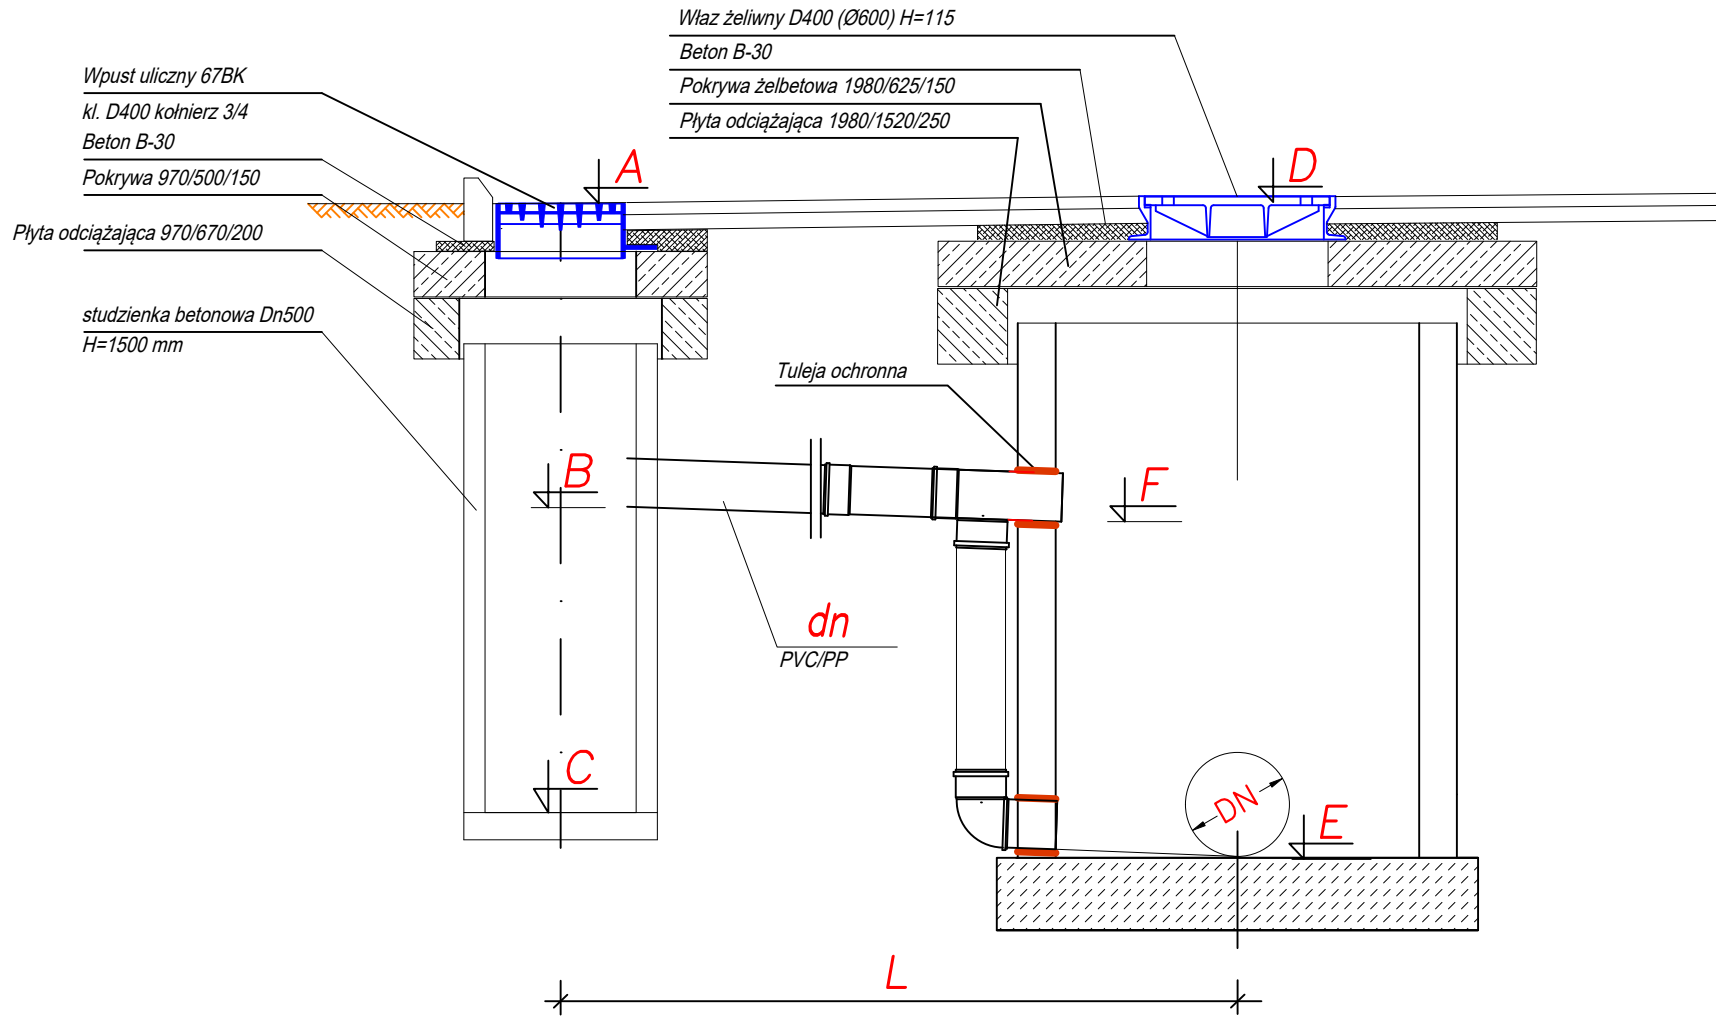 Właz żeliwny D400 (Ø600) H=115
Beton B-30
Pokrywa żelbetowa 1980/625/150
Płyta odciążająca 1980/1520/250
Wpust uliczny 67BK
kl. D400 kołnierz 3/4
Beton B-30
Pokrywa 970/500/150
Płyta odciążająca 970/670/200
studzienka betonowa Dn500
H=1500 mm
A
D
Tuleja ochronna
B
F
dn
PVC/PP
C
DN
E
L